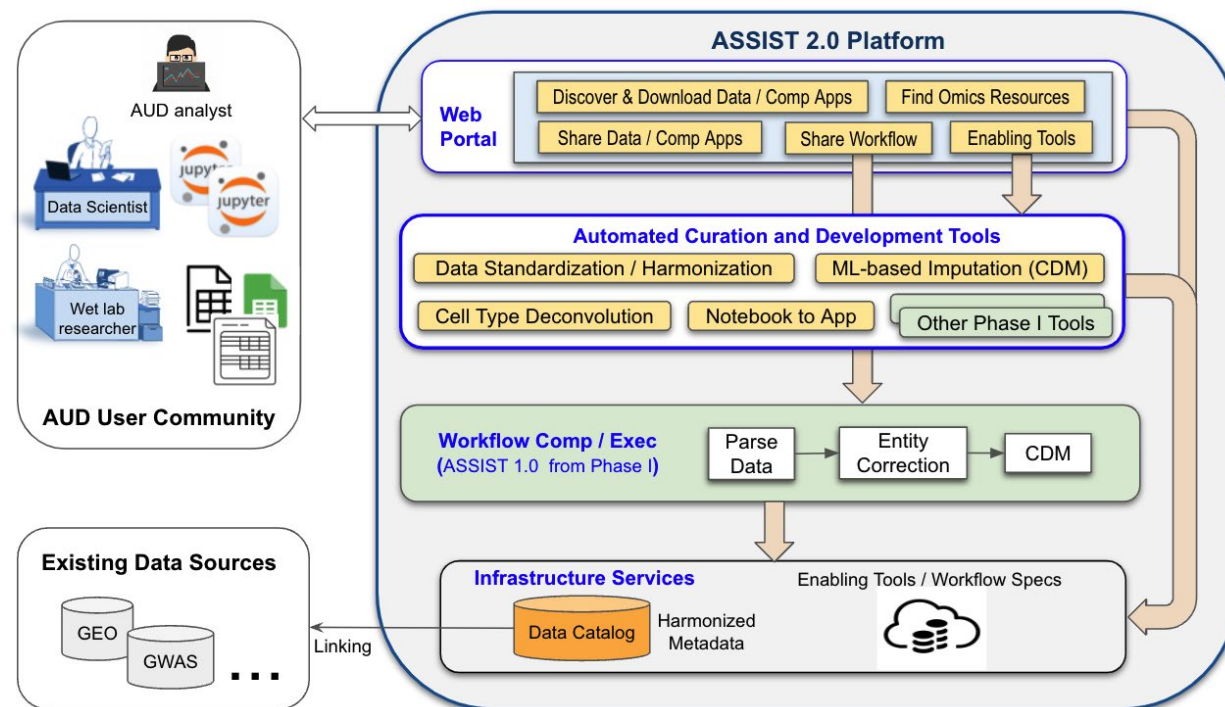 AUD analyst
Data Scientist
jupyter
jupyter
Wet lab
researcher
AUD User Community
Existing Data Sources
GEO
GWAS
...
Linking
ASSIST 2.0 Platform
Web
Portal
Discover & Download Data / Comp Apps
Find Omics Resources
Share Data / Comp Apps
Share Workflow
Enabling Tools
Automated Curation and Development Tools
Data Standardization / Harmonization
ML-based Imputation (CDM)
Cell Type Deconvolution
Notebook to App
Other Phase I Tools
Workflow Comp / Exec
(ASSIST 1.0 from Phase I)
Parse
Data
Entity
Correction
CDM
Infrastructure Services
Enabling Tools / Workflow Specs
Data Catalog
Harmonized
Metadata